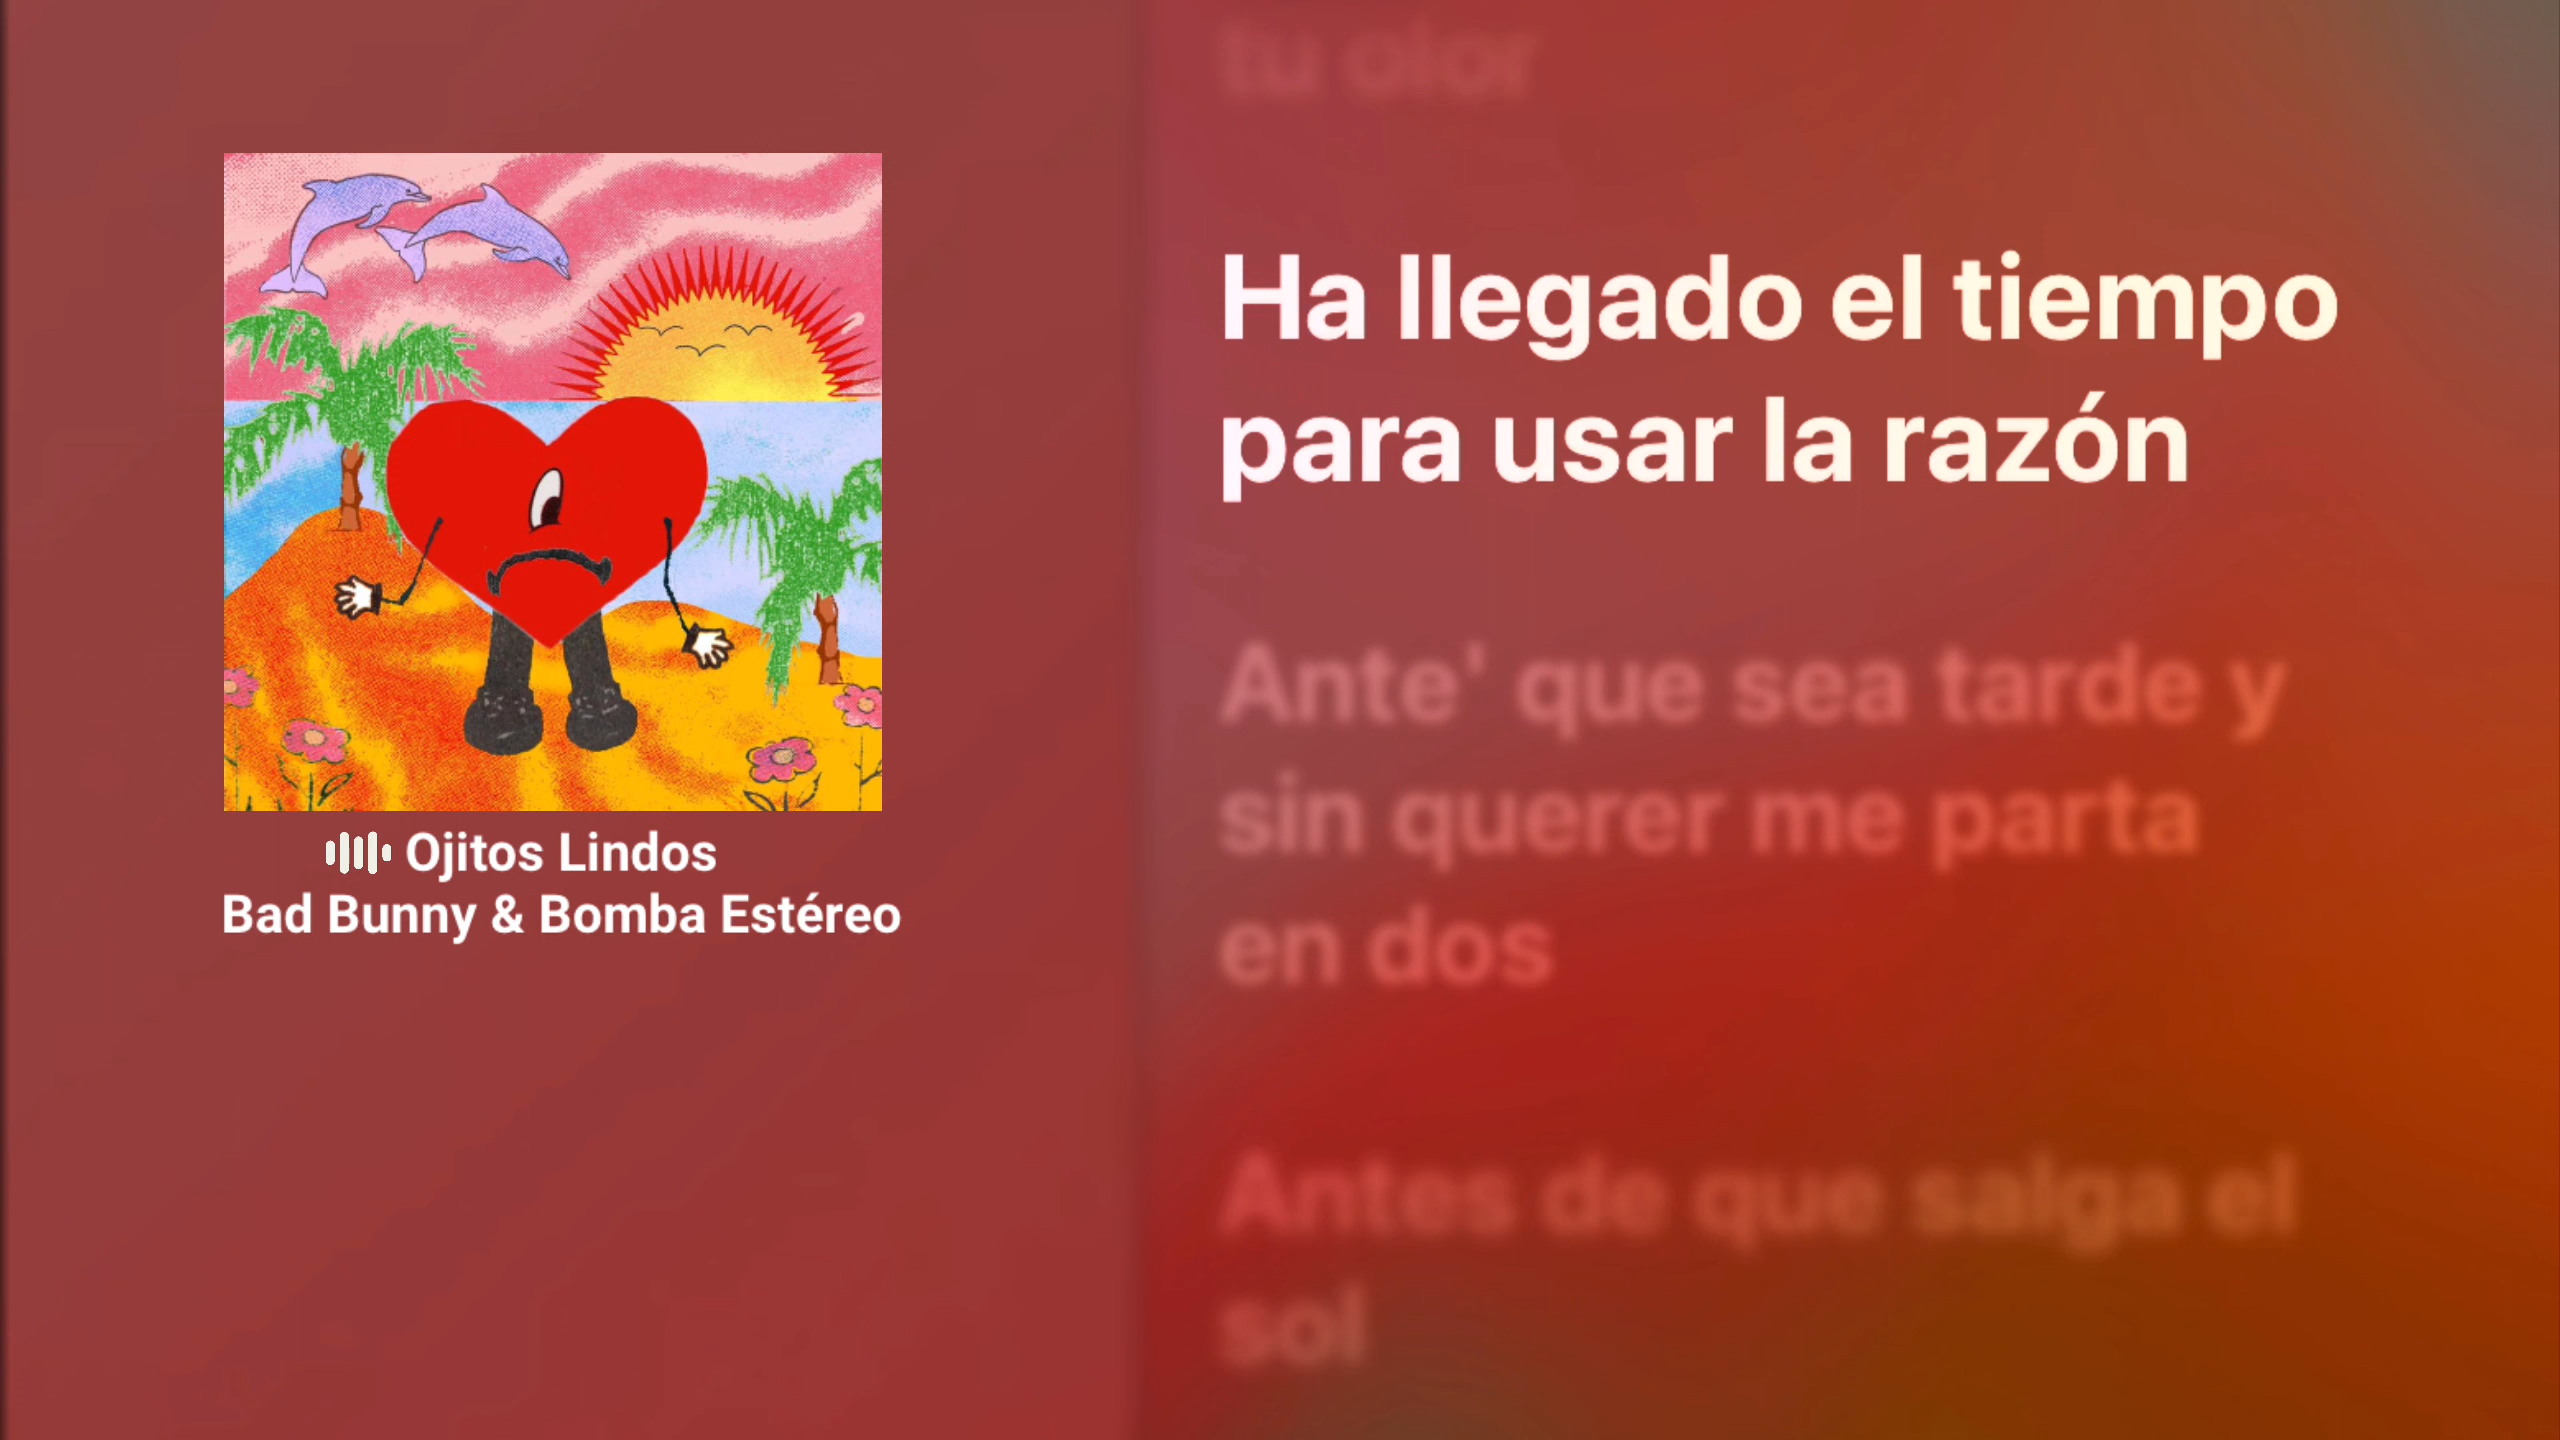 Ojitos Lindos
Bad Bunny & Bomba Estéreo
tu olor
Ha llegado el tiempo
para usar la razón
Ante' que sea tarde y
sin querer me parta
en dos
Antes de que salga el
sol